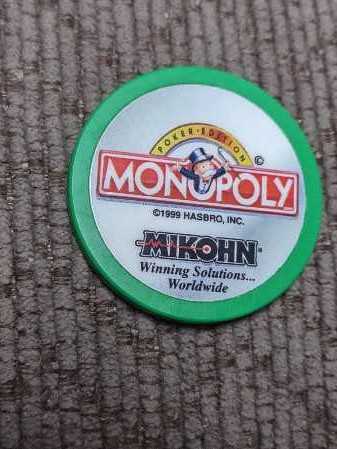 POKER·EDITION
©
MONOPOLY
©1999 HASBRO, INC.
MIKOHN
Winning Solutions...
Worldwide